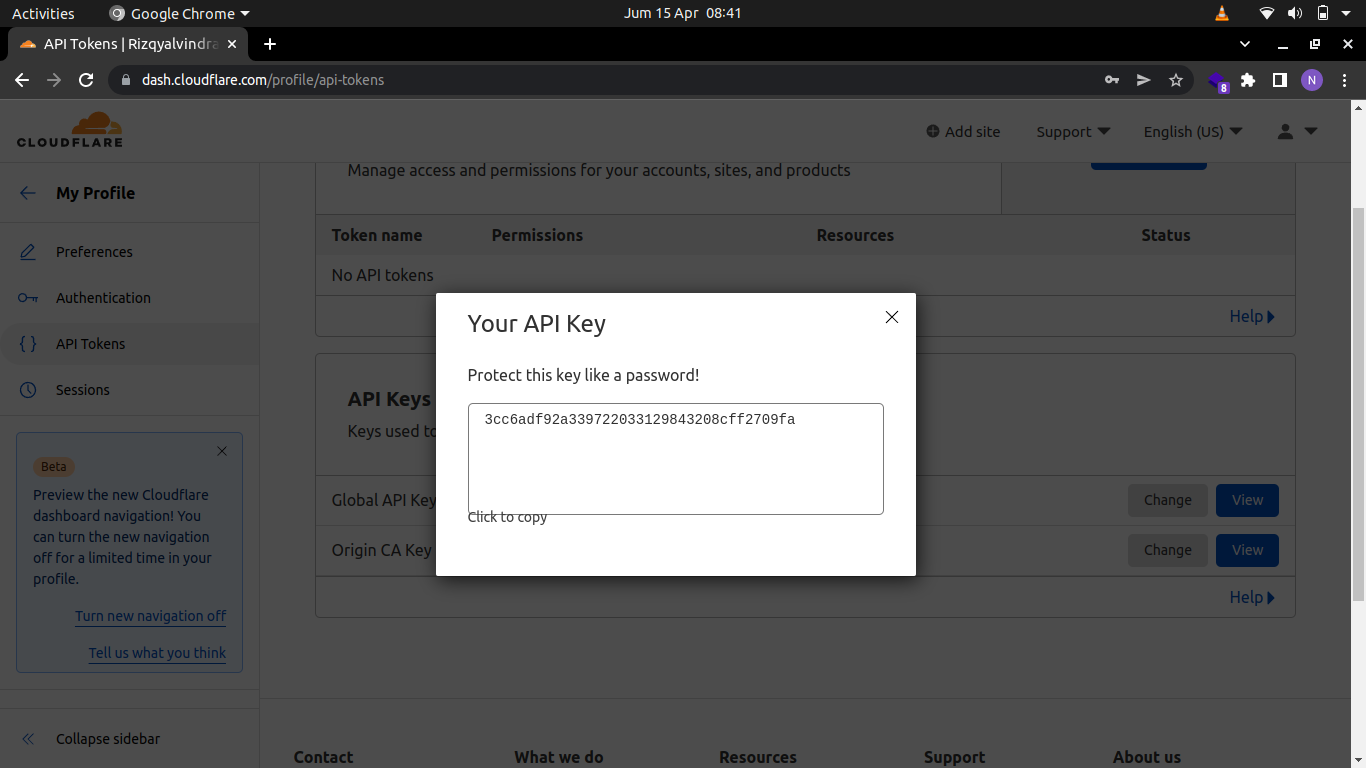 Activities
Google Chrome
Jum 15 Apr 08:41
API Tokens | Rizqyalvindra
dash.cloudflare.com/profile/api-tokens
8
N
CLOUDFLARE
Add site
Support
English (US)
My Profile
Preferences
Authentication
API Tokens
Sessions
Beta
Preview the new Cloudflare
dashboard navigation! You
can turn the new navigation
off for a limited time in your
profile.
Turn new navigation off
Tell us what you think
Collapse sidebar
Manage access and permissions for your accounts, sites, and products
Token name Permissions Resources Status
No API tokens
Help
Your API Key
Protect this key like a password!
3cc6adf92a339722033129843208cff2709fa
Click to copy
API Keys
Keys used to
Global API Key
Change
View
Origin CA Key
Change
View
Help
Contact What we do Resources Support About us